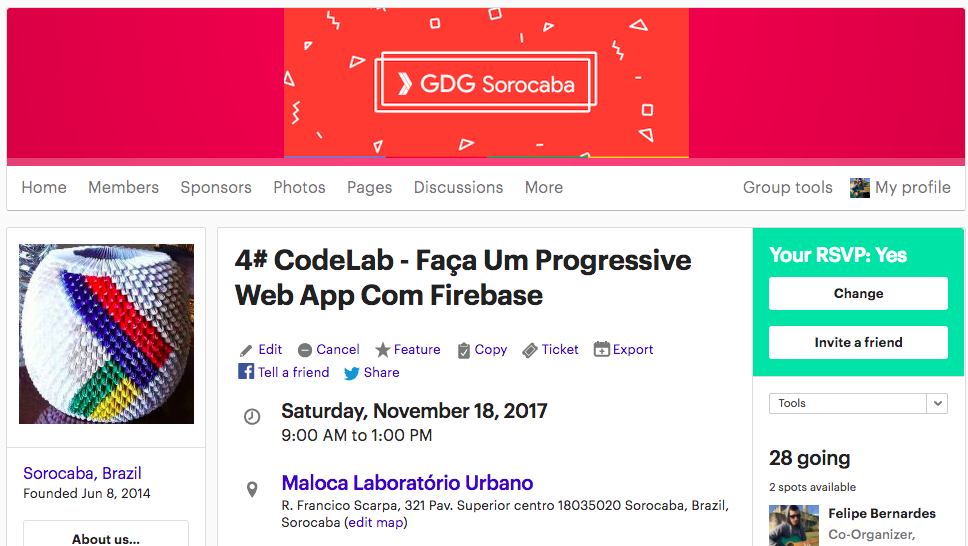 GDG Sorocaba
Home Members Sponsors Photos Pages Discussions More Group tools My profile
4# CodeLab - Faça Um Progressive
Web App Com Firebase
Edit Cancel Feature Copy Ticket Export
Tell a friend Share
Saturday, November 18, 2017
9:00 AM to 1:00 PM
Maloca Laboratório Urbano
R. Francico Scarpa, 321 Pav. Superior centro 18035020 Sorocaba, Brazil,
Sorocaba (edit map)
Sorocaba, Brazil
Founded Jun 8, 2014
About us...
Your RSVP: Yes
Change
Invite a friend
Tools
28 going
2 spots available
Felipe Bernardes
Co-Organizer,